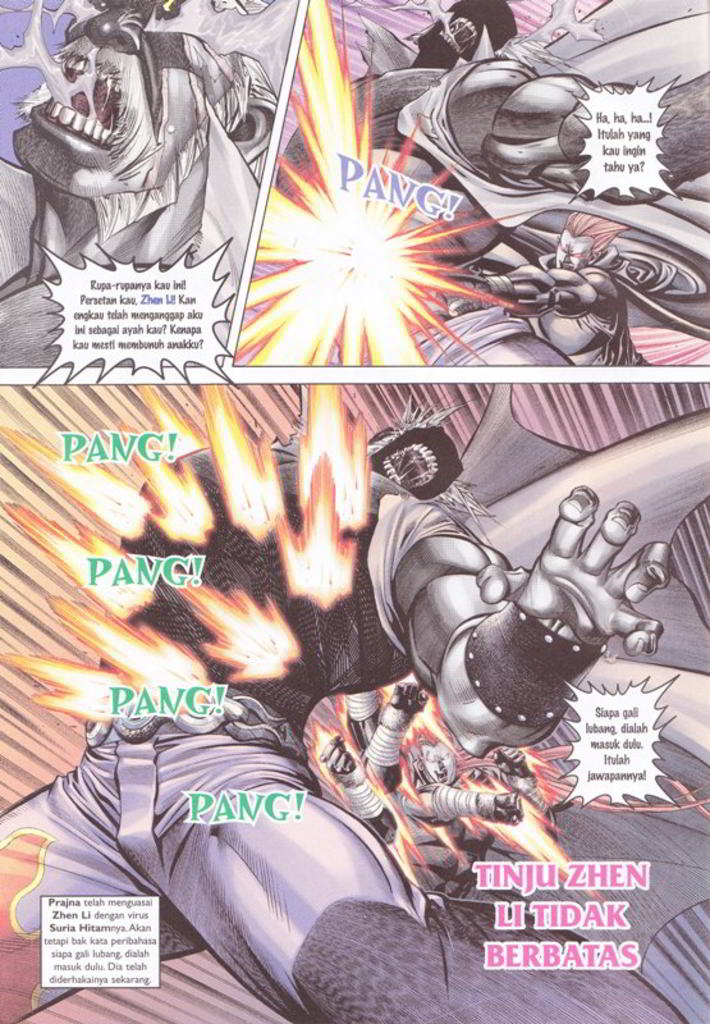 Rupa-rupanya kau ini!
Persetan kau, Zhen Li! Kan
engkau telah menganggap aku
ini sebagai ayah kau? Kenapa
kau mesti membunuh anakku?
PANG!
Ha, ha, ha...!
Itulah yang
kau ingin
tahu ya?
PANG!
PANG!
PANG!
PANG!
Siapa gali
lubang, dialah
masuk dulu.
Itulah
jawapannya!
TINJU ZHEN
LI TIDAK
BERBATAS
Prajna telah menguasai
Zhen Li dengan virus
Suria Hitamnya. Akan
tetapi bak kata peribahasa
siapa gali lubang, dialah
masuk dulu. Dia telah
diderhakainya sekarang.